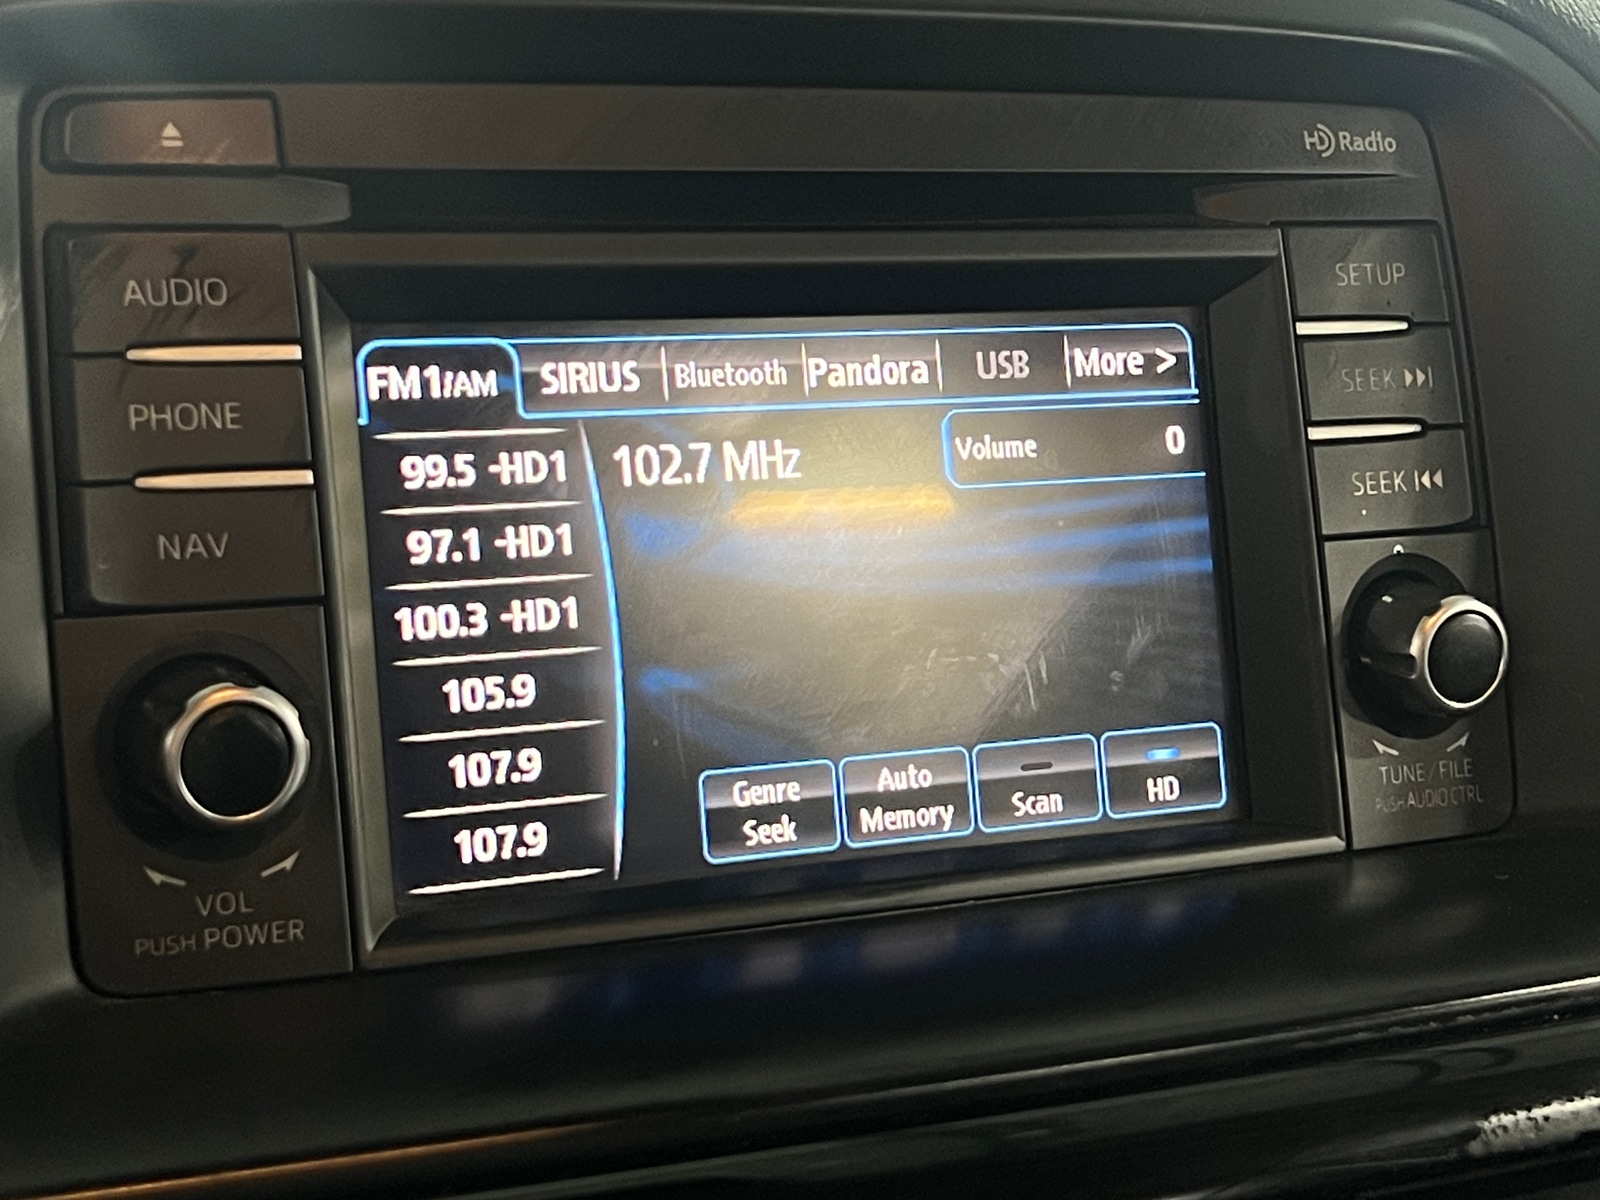 HD Radio
AUDIO
PHONE
NAV
VOL
PUSH POWER
FM1/AM SIRIUS Bluetooth Pandora USB More >
99.5 -HD1
97.1 -HD1
100.3 -HD1
105.9
107.9
107.9
102.7 MHz
Volume 0
Genre
Seek
Auto
Memory
Scan
HD
SETUP
SEEK
SEEK
TUNE/FILE
PUSH AUDIO CTRL